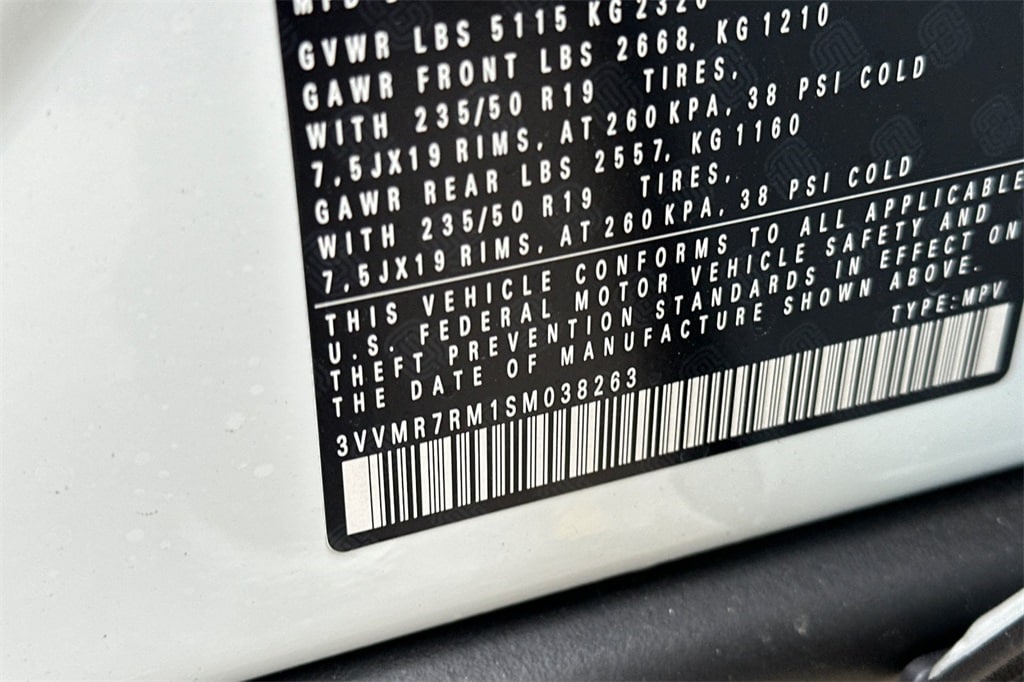 MFD
GVWR LBS 5115 KG 2320
GAWR FRONT LBS 2668, KG 1210
WITH 235/50 R19 TIRES,
7,5JX19 RIMS, AT 260 KPA, 38 PSI COLD
GAWR REAR LBS 2557, KG 1160
WITH 235/50 R19 TIRES,
7,5JX19 RIMS, AT 260 KPA, 38 PSI COLD
THIS VEHICLE CONFORMS TO ALL APPLICABLE
U.S. FEDERAL MOTOR VEHICLE SAFETY AND
THEFT PREVENTION STANDARDS IN EFFECT ON
THE DATE OF MANUFACTURE SHOWN ABOVE.
TYPE:MPV
3VVMR7RM1SM038263